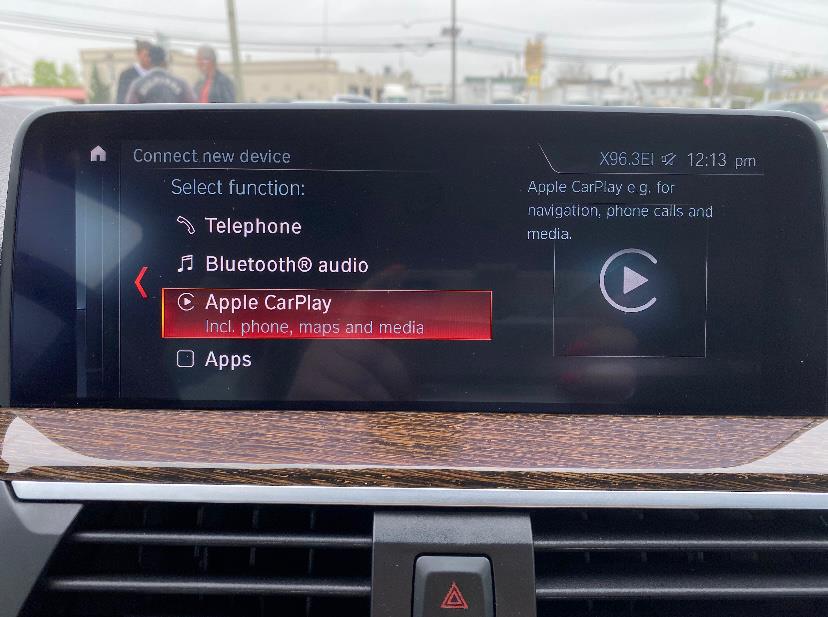 Connect new device
X96.3EI 12:13 pm
Select function:
Telephone
Bluetooth® audio
Apple CarPlay
Incl. phone, maps and media
Apps
Apple CarPlay e g. for
navigation, phone calls and
media.